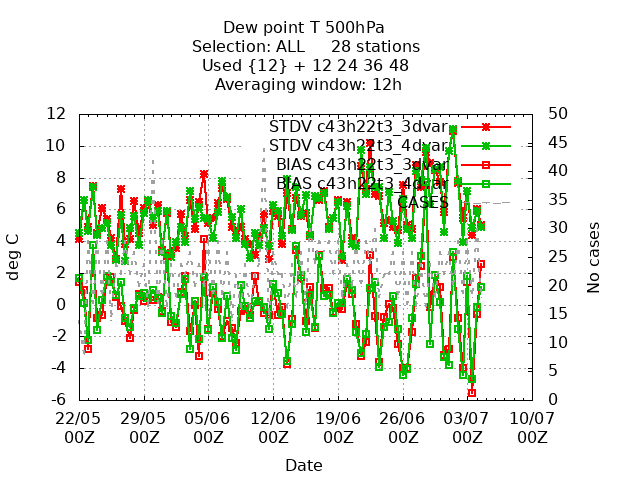 Dew point T 500hPa
Selection: ALL 28 stations
Used {12} + 12 24 36 48
Averaging window: 12h
12 50
STDV c43h22t3_3dvar
45
10 STDV c43h22t3_4dvar
40
BIAS c43h22t3_3dvar
8 BIAS c43h22t3_4dvar
35
6 CASES
30
4
deg C
25
No cases
2
20
0
15
-2
10
-4
5
-6 0
22/05 29/05 05/06 12/06 19/06 26/06 03/07 10/07
00Z 00Z 00Z 00Z 00Z 00Z 00Z 00Z
Date